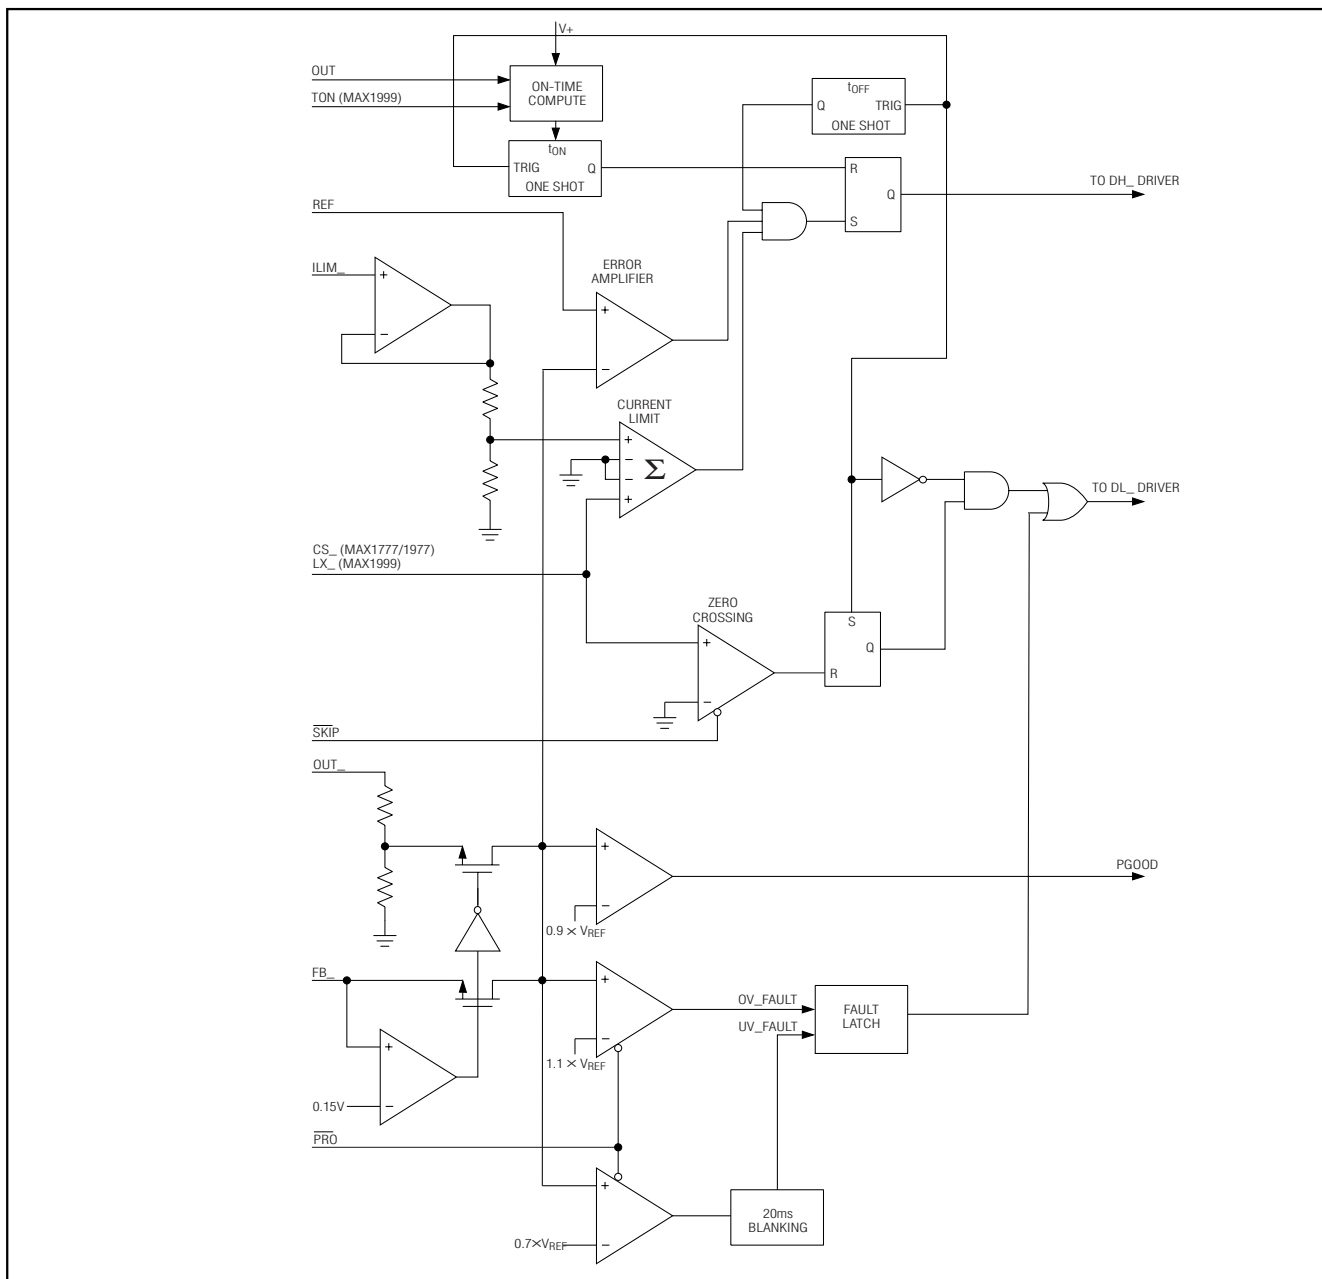 V+
OUT
TON (MAX1999)
ON-TIME
COMPUTE
tOFF
Q
TRIG
ONE SHOT
tON
TRIG
Q
ONE SHOT
R
Q
S
TO DH_ DRIVER
REF
ILIM_
+
−
ERROR
AMPLIFIER
+
−
CURRENT
LIMIT
+
−
−
+
Σ
TO DL_ DRIVER
CS_ (MAX1777/1977)
LX_ (MAX1999)
ZERO
CROSSING
+
−
S
Q
R
SKIP
OUT_
+
−
0.9 × VREF
PGOOD
FB_
+
−
1.1 × VREF
OV_FAULT
UV_FAULT
FAULT
LATCH
+
−
0.15V
PRO
+
−
0.7×VREF
20ms
BLANKING